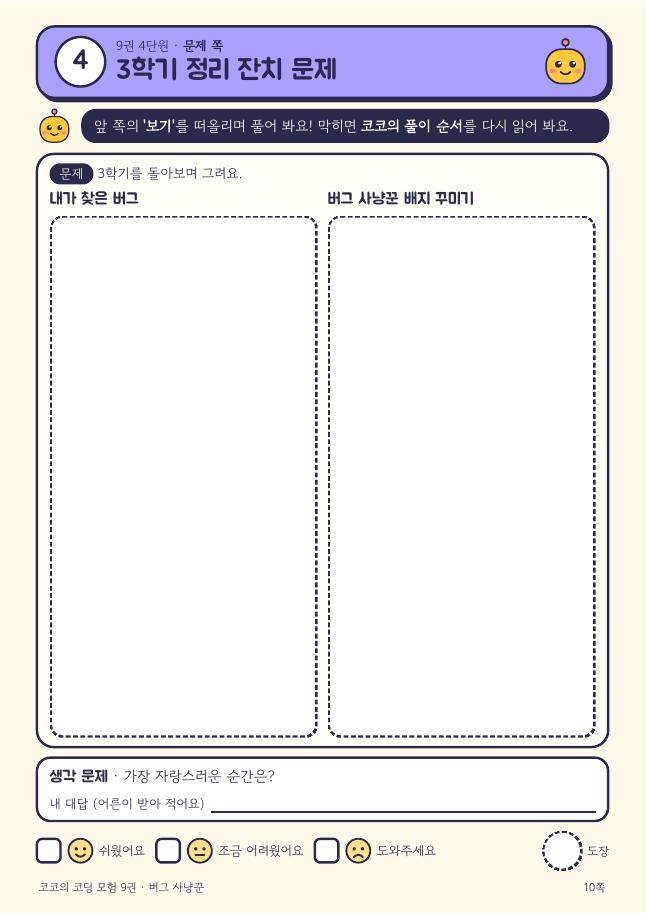 4
9권 4단원 · 문제 쪽
3학기 정리 잔치 문제
앞 쪽의 '보기'를 떠올리며 풀어 봐요! 막히면 코코의 풀이 순서를 다시 읽어 봐요.
문제 3학기를 돌아보며 그려요.
내가 찾은 버그
버그 사냥꾼 배지 꾸미기
생각 문제 · 가장 자랑스러운 순간은?
내 대답 (어른이 받아 적어요)
쉬웠어요 조금 어려웠어요 도와주세요 도장
코코의 코딩 모험 9권 · 버그 사냥꾼 10쪽